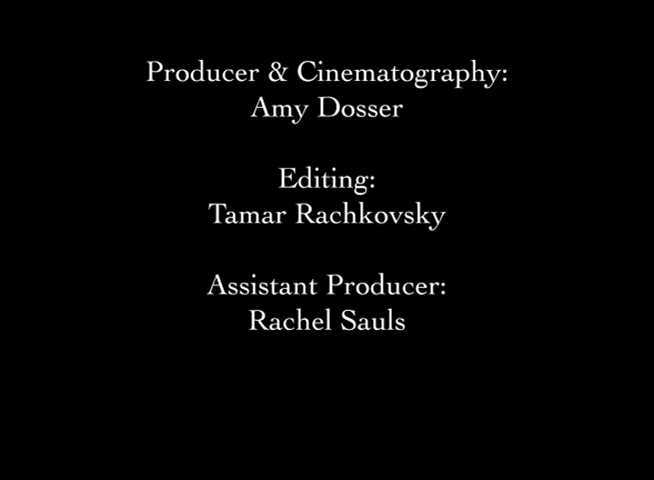 Producer & Cinematography:
Amy Dosser
Editing:
Tamar Rachkovsky
Assistant Producer:
Rachel Sauls